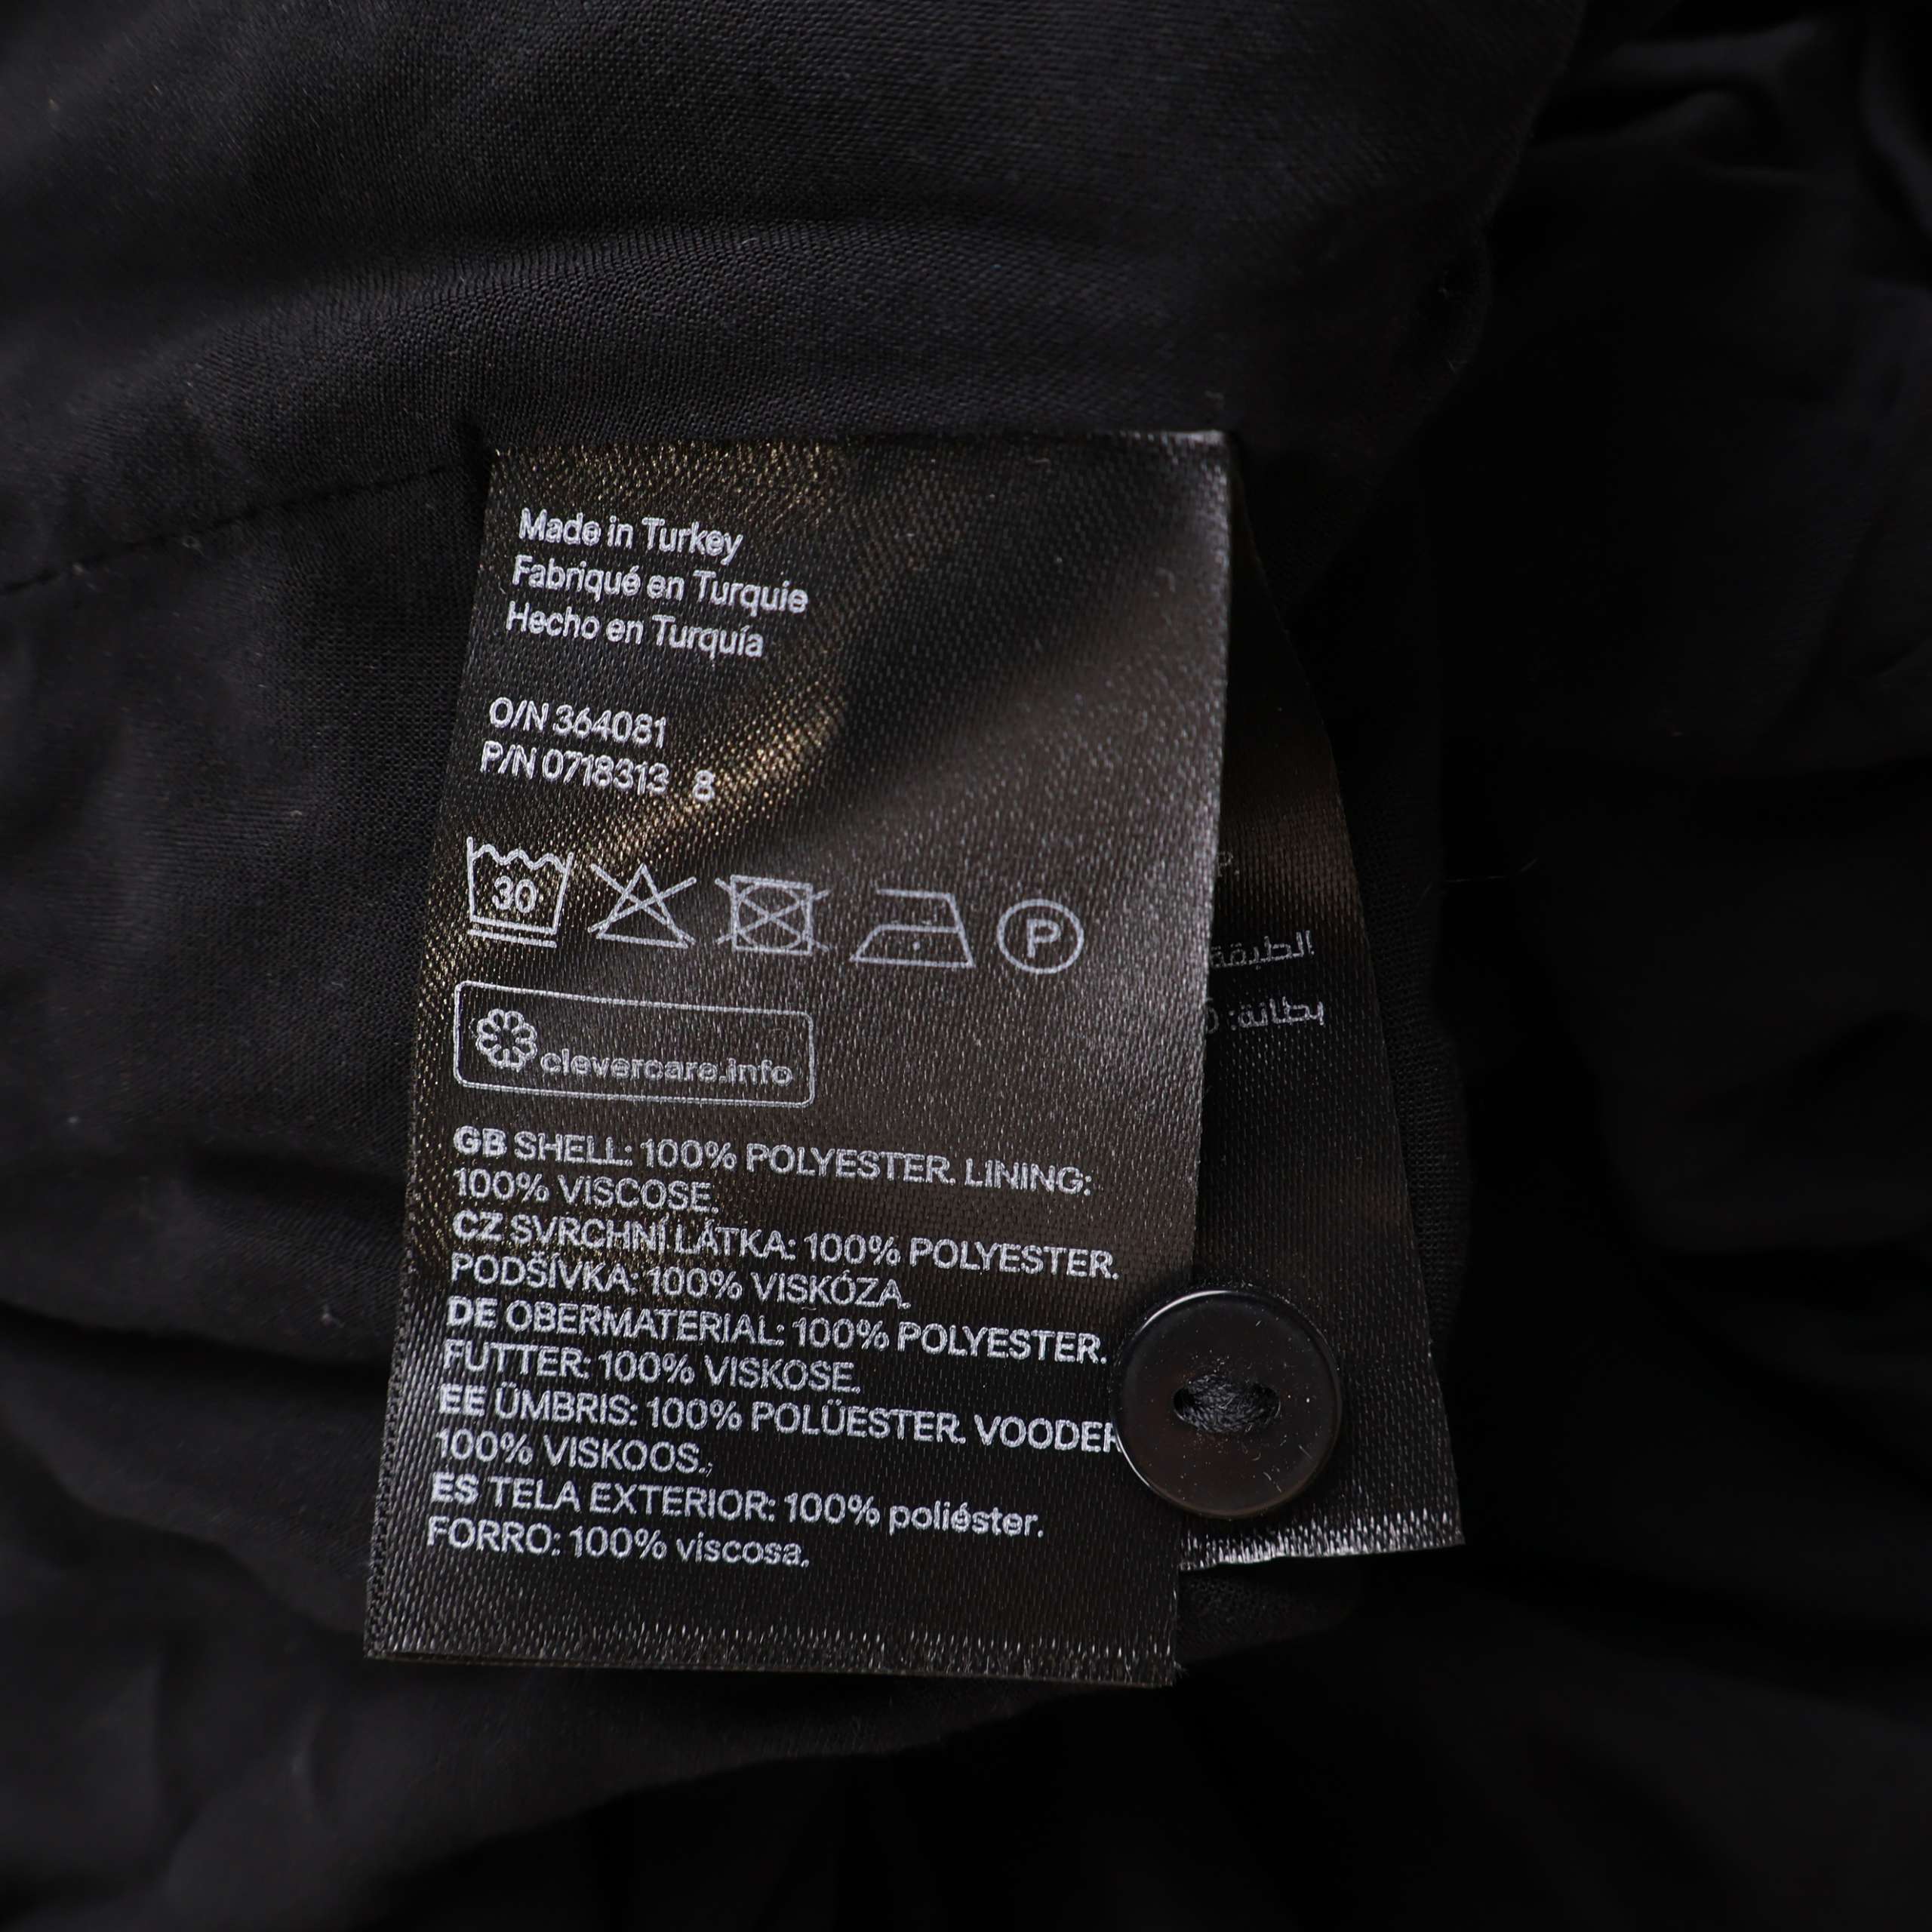 Made in Turkey
Fabriqué en Turquie
Hecho en Turquía
O/N 364081
P/N 0718313 8
30
P
clevercare.info
GB SHELL: 100% POLYESTER. LINING:
100% VISCOSE.
CZ SVRCHNÍ LÁTKA: 100% POLYESTER.
PODŠÍVKA: 100% VISKÓZA.
DE OBERMATERIAL: 100% POLYESTER.
FUTTER: 100% VISKOSE.
EE ÜMBRIS: 100% POLÜESTER. VOODER
100% VISKOOS.
ES TELA EXTERIOR: 100% poliéster.
FORRO: 100% viscosa.
الطبقة
بطانة: